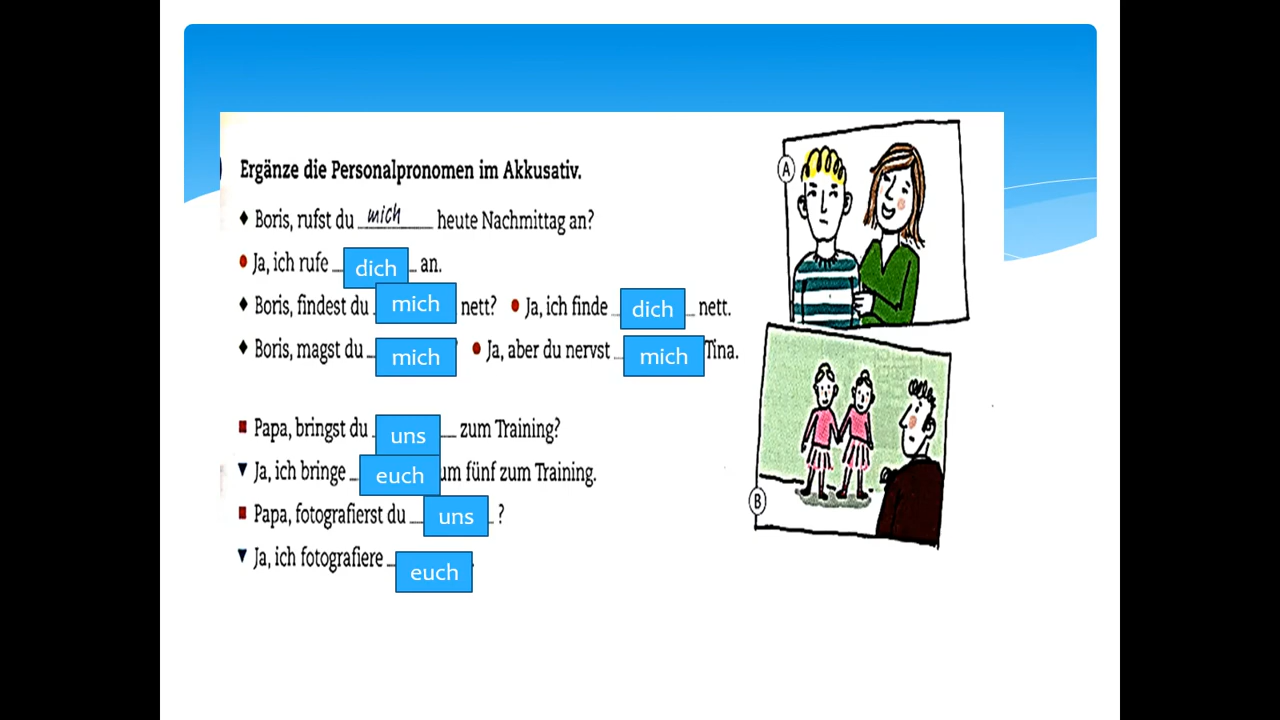 Ergänze die Personalpronomen im Akkusativ.
A
Boris, rufst du mich heute Nachmittag an?
Ja, ich rufe dich an.
Boris, findest du mich nett? Ja, ich finde dich nett.
Boris, magst du mich Ja, aber du nervst mich Tina.
Papa, bringst du uns zum Training?
Ja, ich bringe euch um fünf zum Training.
B
Papa, fotografierst du uns ?
Ja, ich fotografiere euch.